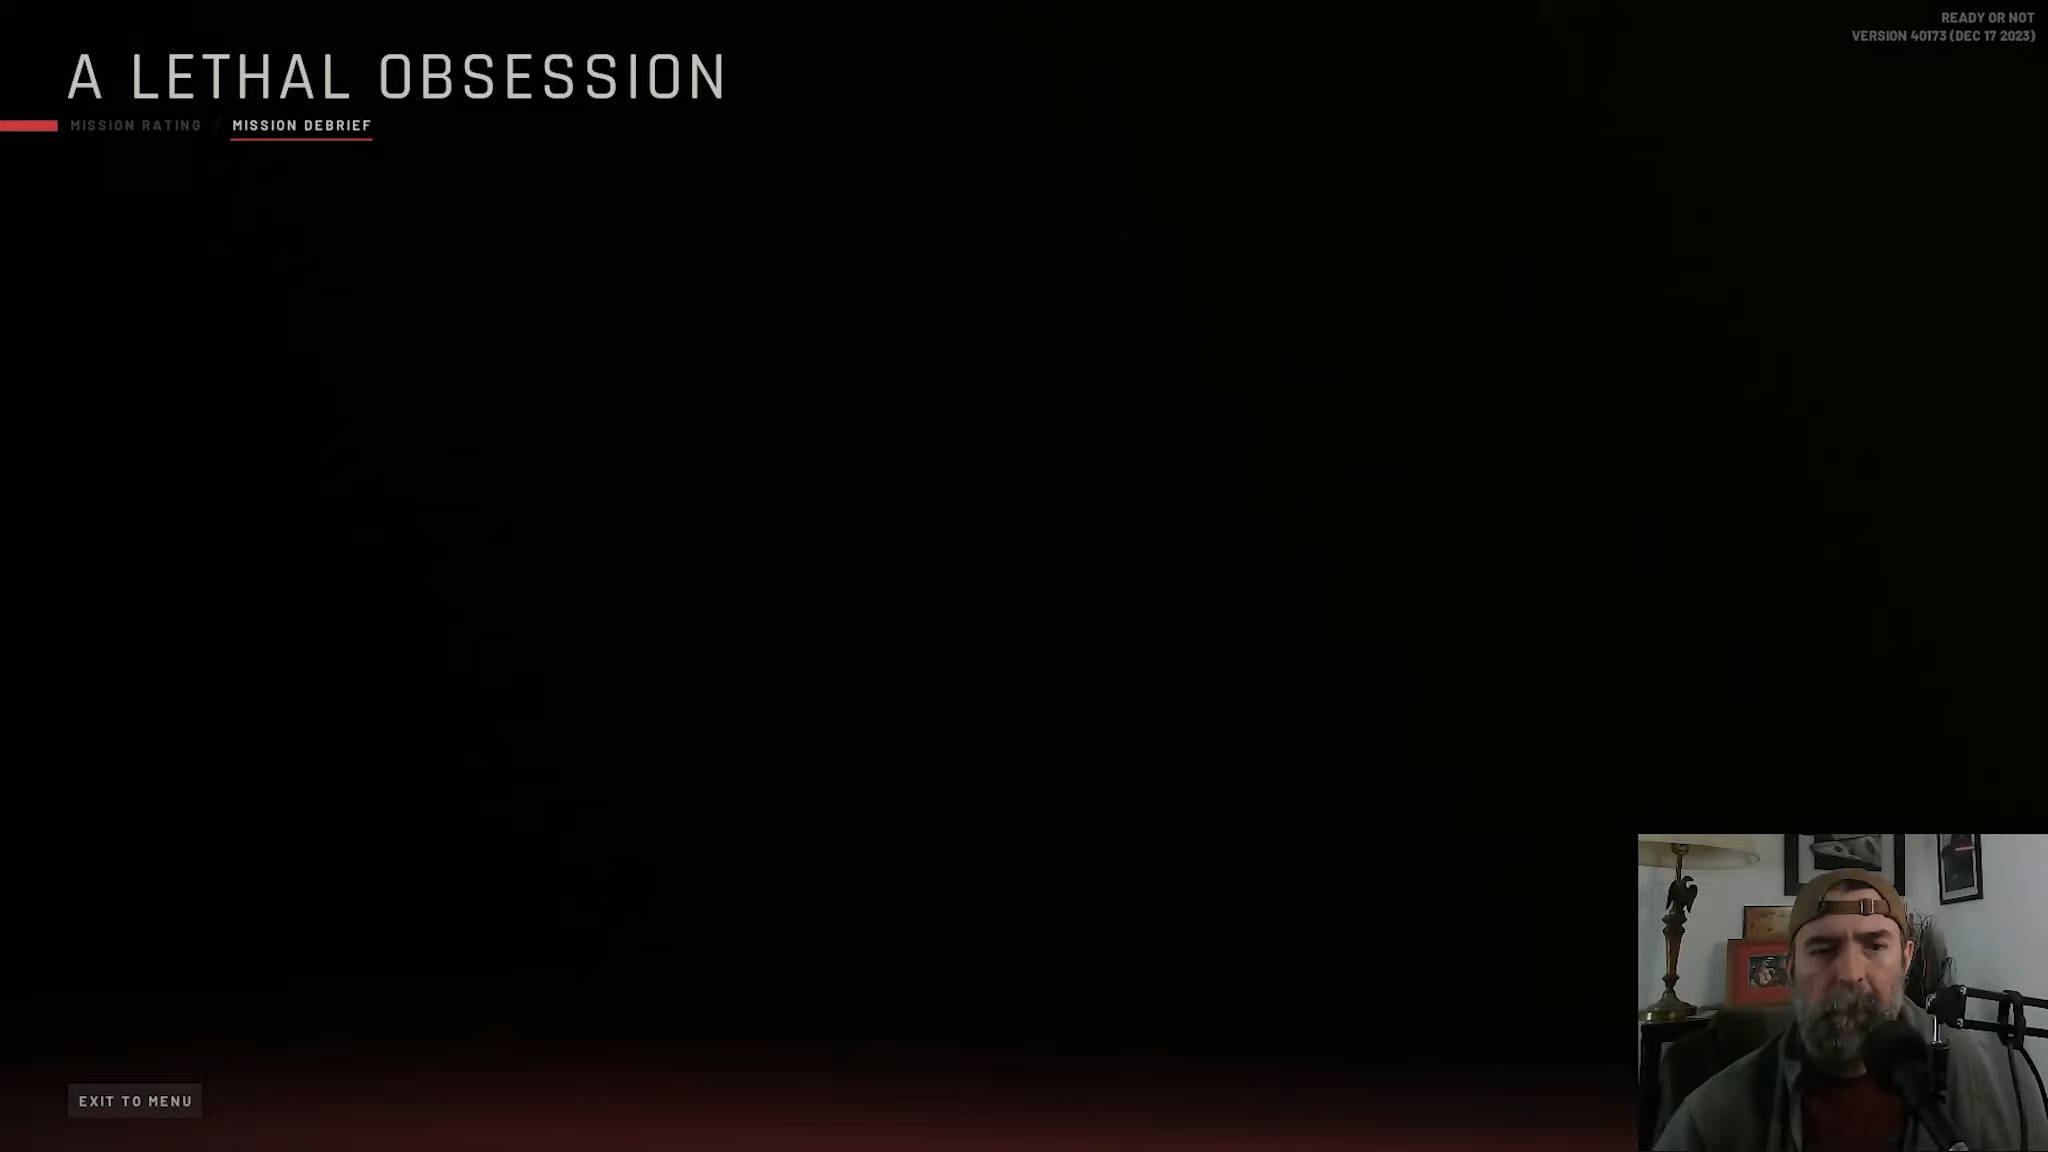 READY OR NOT
VERSION 40173 (DEC 17 2023)
A LETHAL OBSESSION
MISSION RATING / MISSION DEBRIEF
EXIT TO MENU